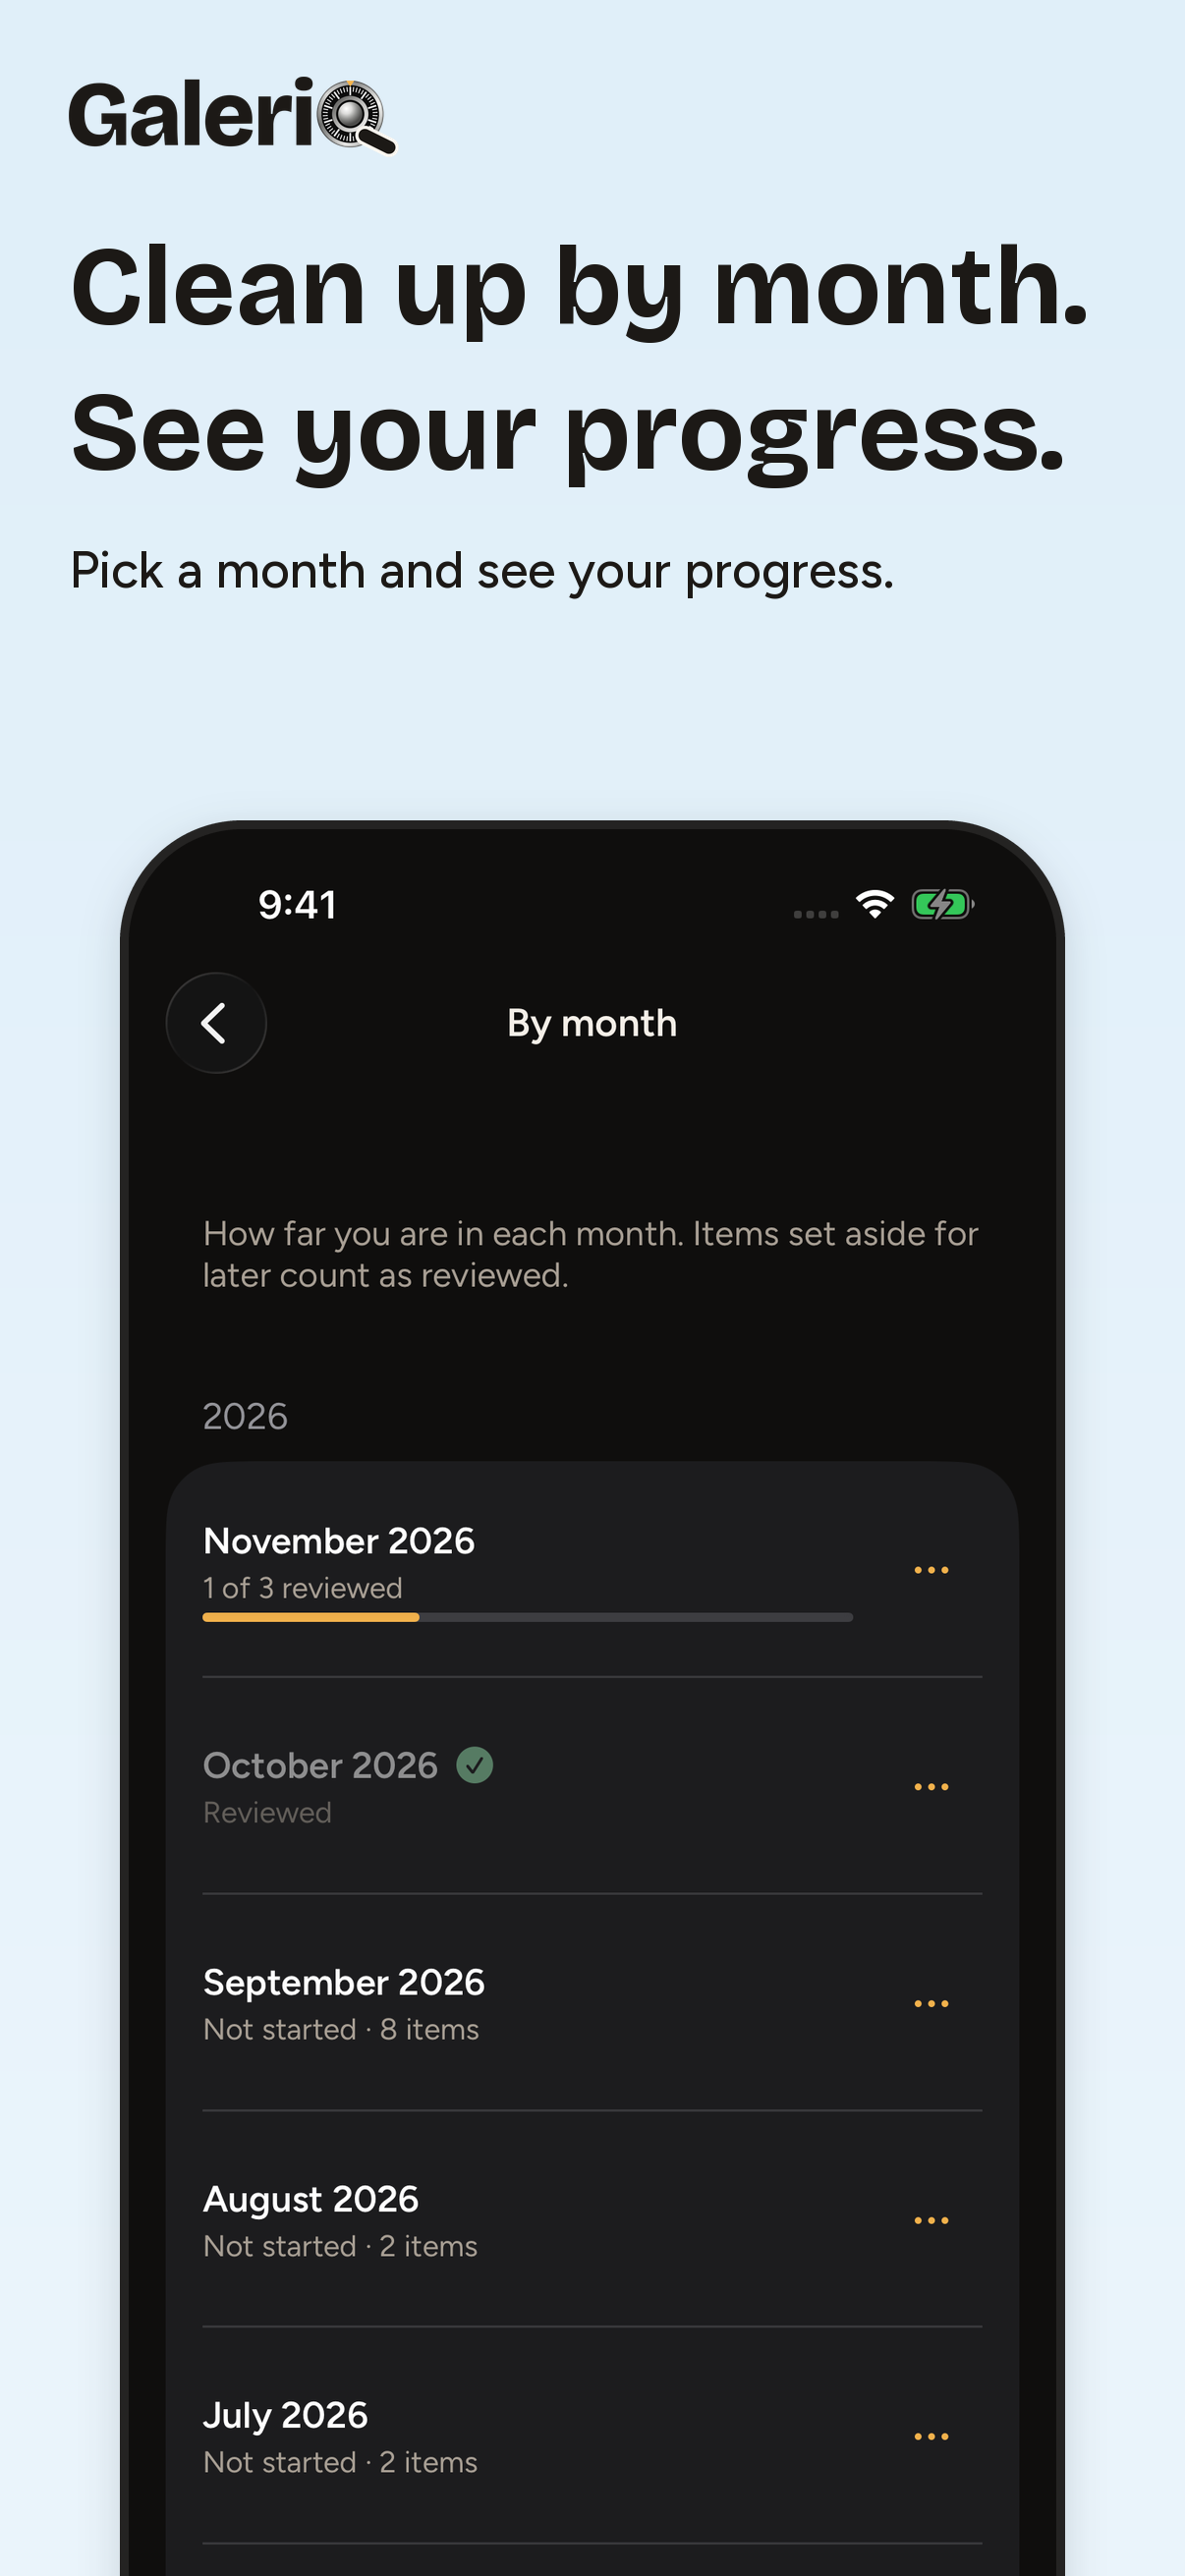 GaleriQ
Clean up by month.
See your progress.
Pick a month and see your progress.
9:41
By month
How far you are in each month. Items set aside for
later count as reviewed.
2026
November 2026
1 of 3 reviewed
October 2026
Reviewed
September 2026
Not started · 8 items
August 2026
Not started · 2 items
July 2026
Not started · 2 items